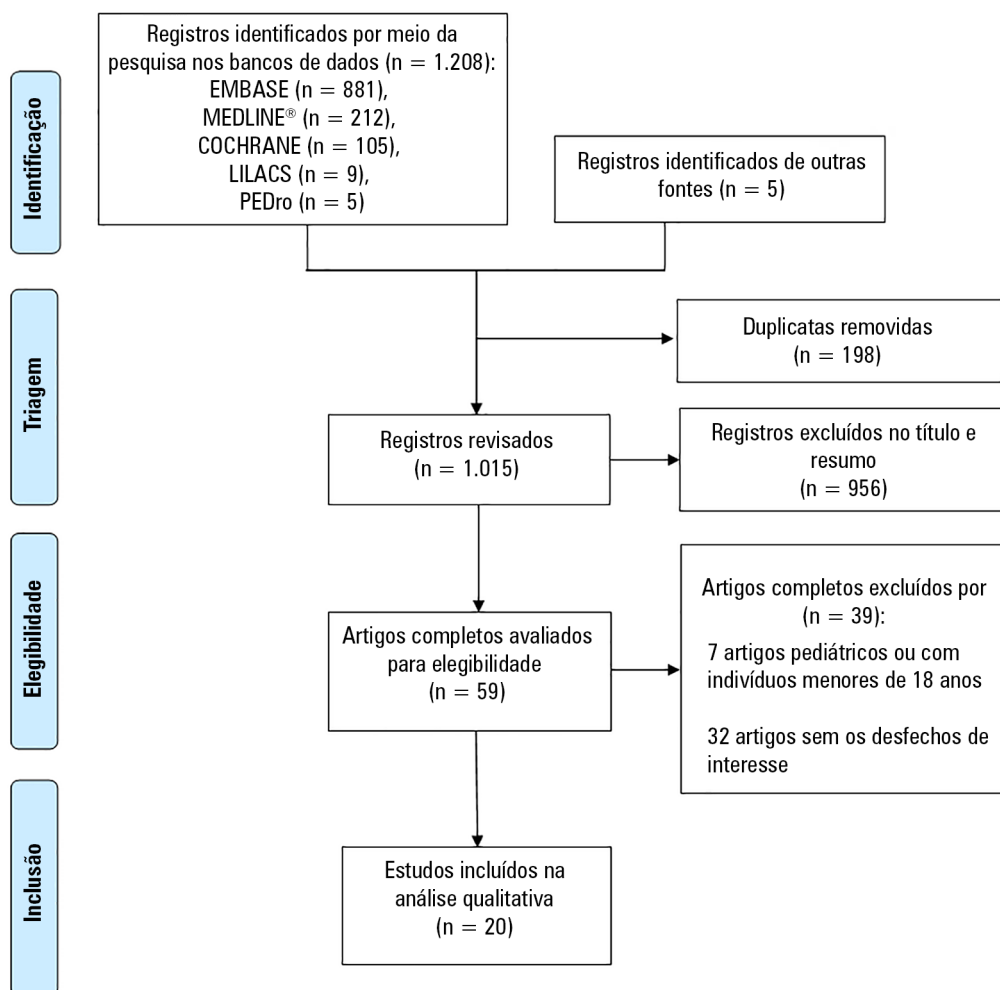 Identificação
Registros identificados por meio da
pesquisa nos bancos de dados (n = 1.208):
EMBASE (n = 881),
MEDLINE® (n = 212),
COCHRANE (n = 105),
LILACS (n = 9),
PEDro (n = 5)
Registros identificados de outras
fontes (n = 5)
Triagem
Duplicatas removidas
(n = 198)
Registros revisados
(n = 1.015)
Registros excluídos no título e
resumo
(n = 956)
Elegibilidade
Artigos completos avaliados
para elegibilidade
(n = 59)
Artigos completos excluídos por
(n = 39):
7 artigos pediátricos ou com
indivíduos menores de 18 anos
32 artigos sem os desfechos de
interesse
Inclusão
Estudos incluídos na
análise qualitativa
(n = 20)